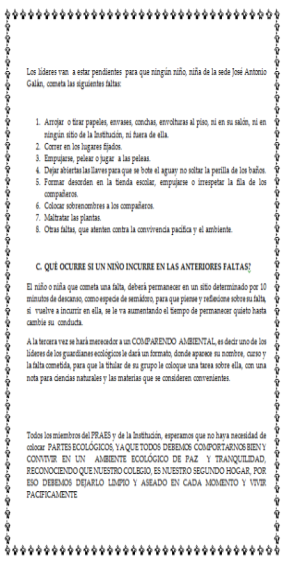 Los líderes van a estar pendientes para que ningún niño, niña de la sede José Antonio
Galán, cometa las siguientes faltas:
1. Arrojar o tirar papeles, envases, conchas, envolturas al piso, ni en su salón, ni en
ningún sitio de la Institución, ni fuera de ella.
2. Correr en los lugares fijados.
3. Empujarse, pelear o jugar a las peleas.
4. Dejar abiertas las llaves para que se bote el agua y no soltar la perilla de los baños.
5. Formar desorden en la tienda escolar, empujarse o irrespetar la fila de los
compañeros.
6. Colocar sobrenombres a los compañeros.
7. Maltratar las plantas.
8. Otras faltas, que atenten contra la convivencia pacífica y el ambiente.
C. QUÉ OCURRE SI UN NIÑO INCURRE EN LAS ANTERIORES FALTAS?
El niño o niña que cometa una falta, deberá permanecer en un sitio determinado por 10
minutos de descanso, como especie de semáforo, para que piense y reflexione sobre su falta,
si vuelve a incurrir en ella, se le va aumentando el tiempo de permanecer quieto hasta
cambie su conducta.
A la tercera vez se hará merecedor a un COMPARENDO AMBIENTAL, es decir uno de los
líderes de los guardianes ecológicos le dará un formato, donde aparece su nombre, curso y
la falta cometida, para que la titular de su grupo le coloque una tarea sobre ella, con una
nota para ciencias naturales y las materias que se consideren convenientes.
Todos los miembros del PRAES y de la Institución, esperamos que no haya necesidad de
colocar PARTES ECOLÓGICOS, YA QUE TODOS DEBEMOS COMPORTARNOS BIEN Y
CONVIVIR EN UN AMBIENTE ECOLÓGICO DE PAZ Y TRANQUILIDAD,
RECONOCIENDO QUE NUESTRO COLEGIO, ES NUESTRO SEGUNDO HOGAR, POR
ESO DEBEMOS DEJARLO LIMPIO Y ASEADO EN CADA MOMENTO Y VIVIR
PACIFICAMENTE